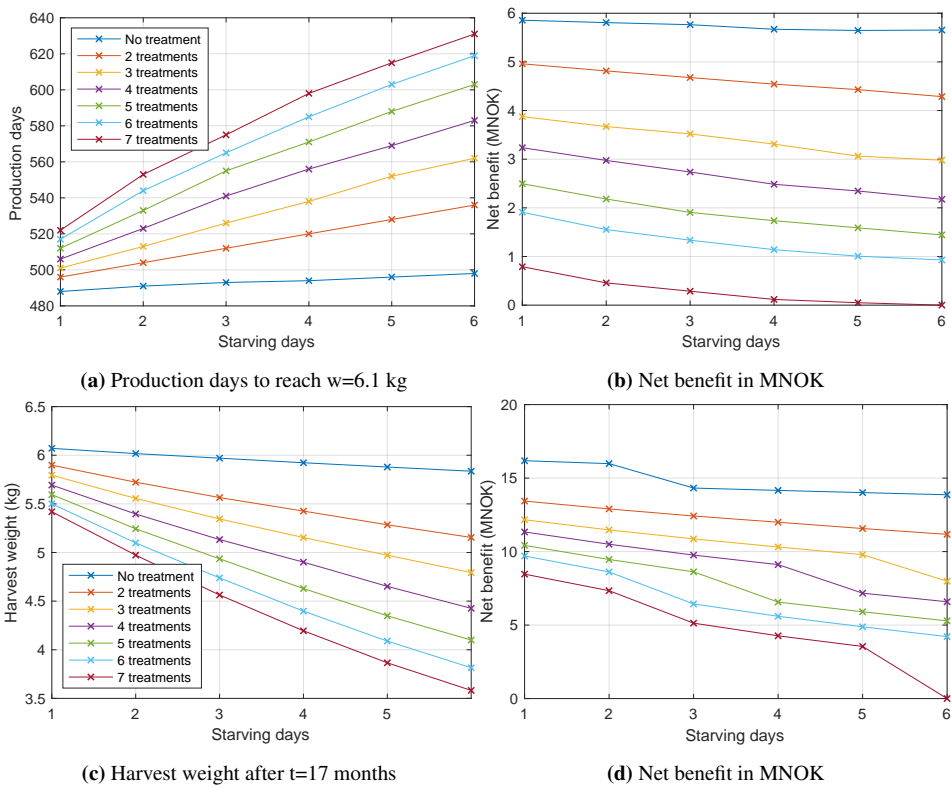 640
620
600
580
560
540
520
500
480
Production days
No treatment
2 treatments
3 treatments
4 treatments
5 treatments
6 treatments
7 treatments
1 2 3 4 5 6
Starving days
(a) Production days to reach w=6.1 kg
6
5
4
3
2
1
0
Net benefit (MNOK)
1 2 3 4 5 6
Starving days
(b) Net benefit in MNOK
6.5
6
5.5
5
4.5
4
3.5
Harvest weight (kg)
No treatment
2 treatments
3 treatments
4 treatments
5 treatments
6 treatments
7 treatments
1 2 3 4 5
Starving days
(c) Harvest weight after t=17 months
20
15
10
5
0
Net benefit (MNOK)
1 2 3 4 5 6
Starving days
(d) Net benefit in MNOK